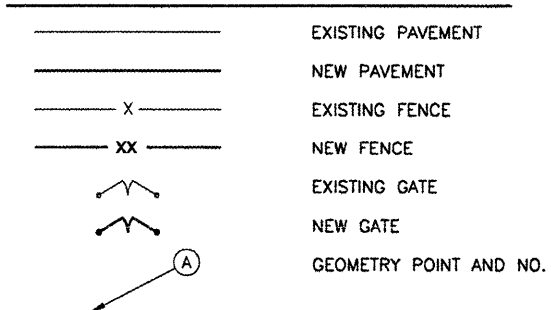 EXISTING PAVEMENT
NEW PAVEMENT
X EXISTING FENCE
XX NEW FENCE
EXISTING GATE
NEW GATE
A GEOMETRY POINT AND NO.